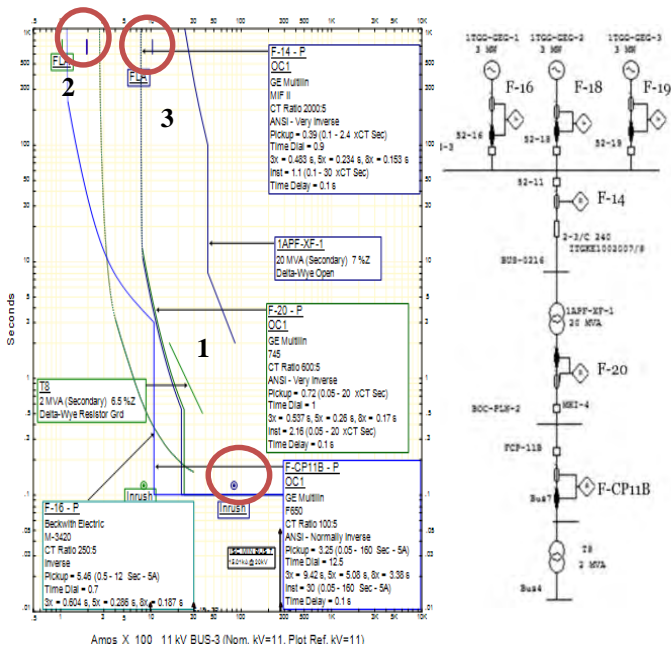 .5 1 3 5 10 30 50 100 300 500 1K 3K 5K 10K
1K
500
300
100
50
30
10
5
3
1
.5
.3
.1
.05
.03
.01
Seconds
FLA
2
FLA
3
1
F-14 - P
OC1
GE Multilin
MIF II
CT Ratio 2000:5
ANSI - Very Inverse
Pickup = 0.39 (0.1 - 2.4 xCT Sec)
Time Dial = 0.9
3x = 0.483 s, 5x = 0.234 s, 8x = 0.153 s
Inst = 1.1 (0.1 - 30 xCT Sec)
Time Delay = 0.1 s
1APF-XF-1
20 MVA (Secondary) 7 %Z
Delta-Wye Open
F-20 - P
OC1
GE Multilin
745
CT Ratio 600:5
ANSI - Very Inverse
Pickup = 0.72 (0.05 - 20 xCT Sec)
Time Dial = 1
3x = 0.537 s, 5x = 0.26 s, 8x = 0.17 s
Inst = 2.16 (0.05 - 20 xCT Sec)
Time Delay = 0.1 s
T8
2 MVA (Secondary) 6.5 %Z
Delta-Wye Resistor Grd
F-CP11B - P
OC1
GE Multilin
F650
CT Ratio 100:5
ANSI - Normally Inverse
Pickup = 3.25 (0.05 - 160 Sec - 5A)
Time Dial = 12.5
3x = 9.42 s, 5x = 5.08 s, 8x = 3.38 s
Inst = 30 (0.05 - 160 Sec - 5A)
Time Delay = 0.1 s
Inrush
Inrush
F-16 - P
Beckwith Electric
M-3420
CT Ratio 250:5
Inverse
Pickup = 5.46 (0.5 - 12 Sec - 5A)
Time Dial = 0.7
3x = 0.604 s, 5x = 0.286 s, 8x = 0.187 s
Amps X 100 11 kV BUS-3 (Nom. kV=11, Plot Ref. kV=11)
1TGG-GEG-1
3 MW
1TGG-GEG-2
3 MW
1TGG-GEG-3
3 MW
F-16
F-18
F-19
52-16
52-18
52-19
52-11
F-14
2-3/C 240
BUS-0216
1APF-XF-1
20 MVA
F-20
MKI-4
FCP-11B
F-CP11B
Bus7
T8
2 MVA
Bus4